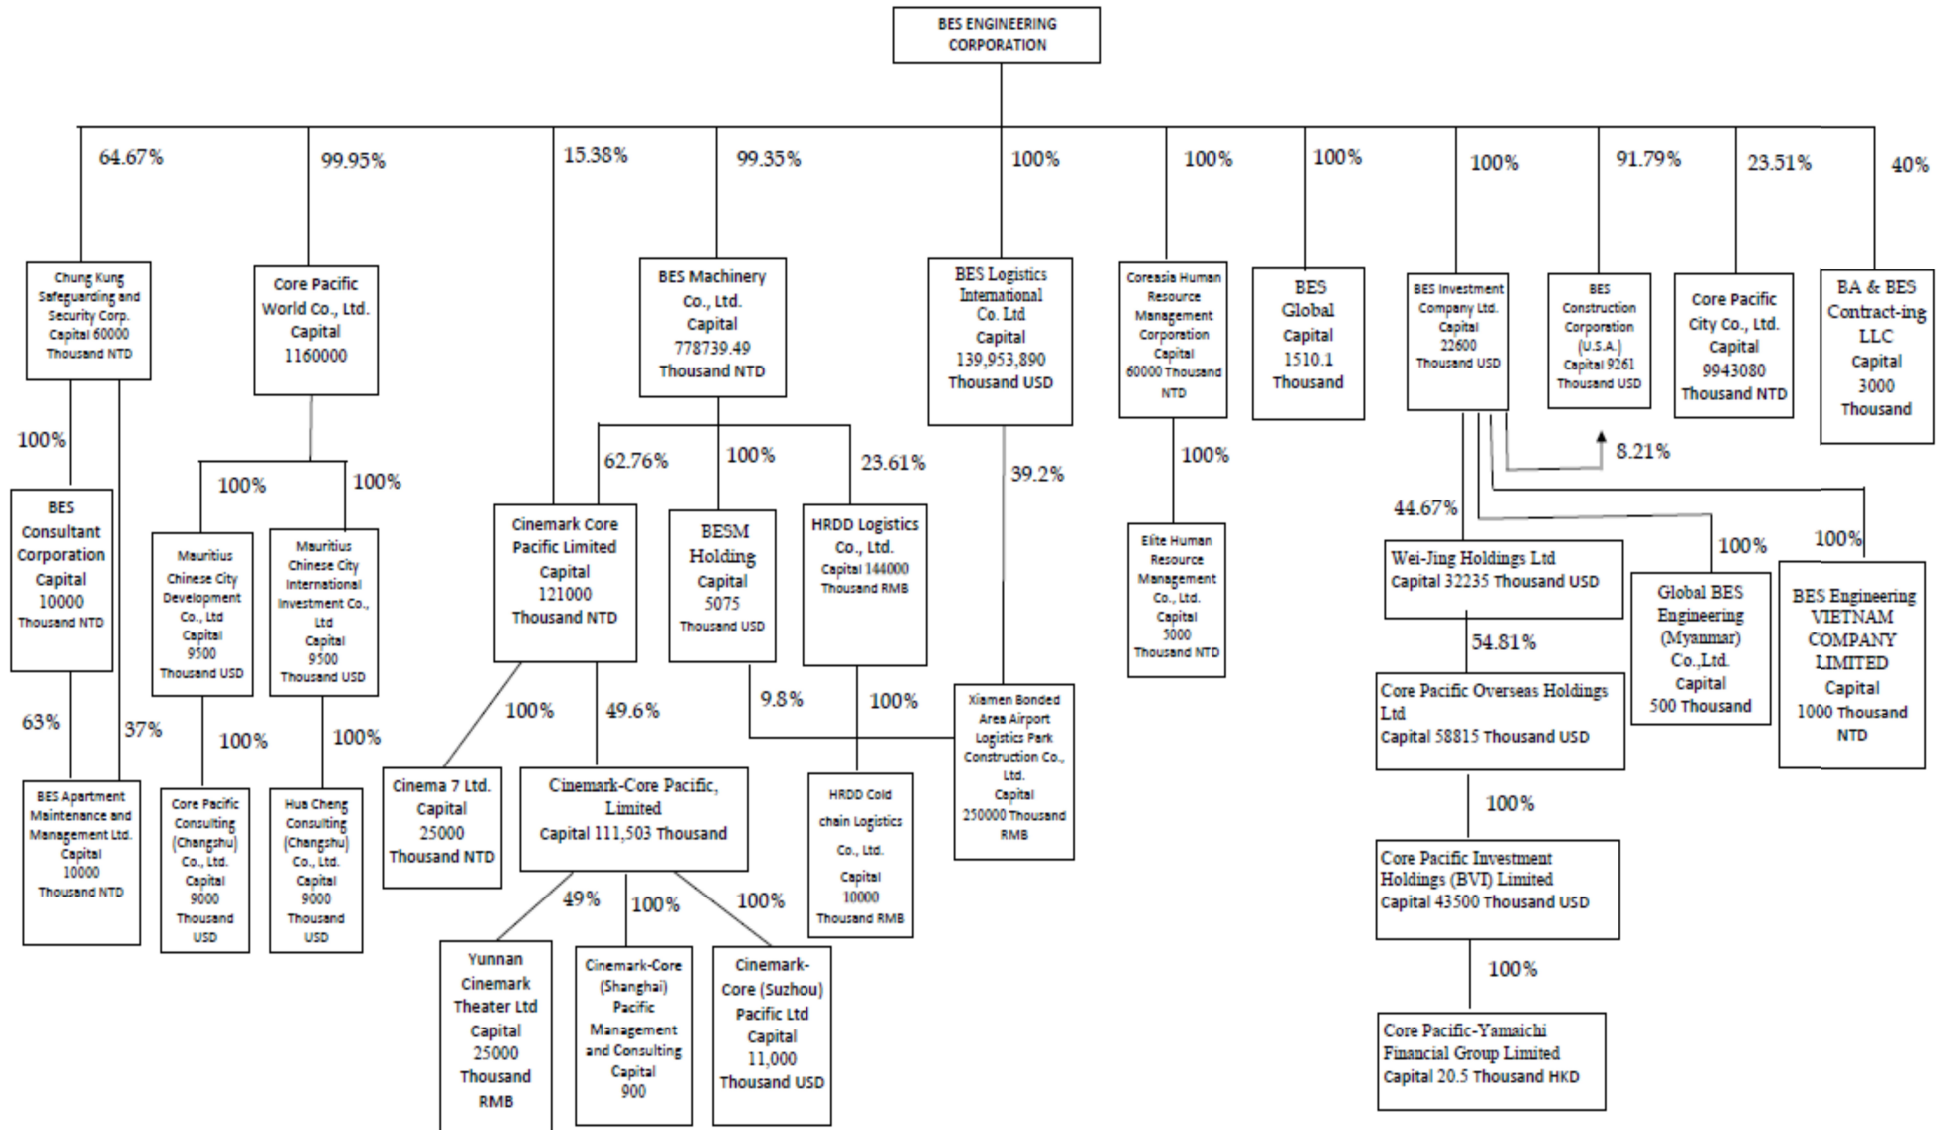 BES ENGINEERING
CORPORATION
64.67%
99.95%
15.38%
99.35%
100%
100%
100%
100%
91.79%
23.51%
40%
Chung Kung
Safeguarding and
Security Corp.
Capital 60000
Thousand NTD
Core Pacific
World Co., Ltd.
Capital
1160000
BES Machinery
Co., Ltd.
Capital
778739.49
Thousand NTD
BES Logistics
International
Co. Ltd
Capital
139,953,890
Thousand USD
Coreasia Human
Resource
Management
Corporation
Capital
60000 Thousand
NTD
BES
Global
Capital
1510.1
Thousand
BES Investment
Company Ltd.
Capital
22600
Thousand USD
BES
Construction
Corporation
(U.S.A.)
Capital 9261
Thousand USD
Core Pacific
City Co., Ltd.
Capital
9943080
Thousand NTD
BA & BES
Contract-ing
LLC
Capital
3000
Thousand
100%
100%
100%
62.76%
100%
23.61%
39.2%
100%
44.67%
8.21%
100%
100%
BES
Consultant
Corporation
Capital
10000
Thousand NTD
Mauritius
Chinese City
Development
Co., Ltd
Capital
9500
Thousand USD
Mauritius
Chinese City
International
Investment Co.,
Ltd
Capital
9500
Thousand USD
Cinemark Core
Pacific Limited
Capital
121000
Thousand NTD
BESM
Holding
Capital
5075
Thousand USD
HRDD Logistics
Co., Ltd.
Capital 144000
Thousand RMB
Elite Human
Resource
Management
Co., Ltd.
Capital
5000
Thousand NTD
Wei-Jing Holdings Ltd
Capital 32235 Thousand USD
Global BES
Engineering
(Myanmar)
Co.,Ltd.
Capital
500 Thousand
BES Engineering
VIETNAM
COMPANY
LIMITED
Capital
1000 Thousand
NTD
63%
37%
100%
100%
100%
49.6%
9.8%
100%
54.81%
Xiamen Bonded
Area Airport
Logistics Park
Construction Co.,
Ltd.
Capital
250000 Thousand
RMB
Core Pacific Overseas Holdings
Ltd
Capital 58815 Thousand USD
BES Apartment
Maintenance and
Management Ltd.
Capital
10000
Thousand NTD
Core Pacific
Consulting
(Changshu)
Co., Ltd.
Capital
9000
Thousand
USD
Hua Cheng
Consulting
(Changshu)
Co., Ltd.
Capital
9000
Thousand
USD
Cinema 7 Ltd.
Capital
25000
Thousand NTD
Cinemark-Core Pacific,
Limited
Capital 111,503 Thousand
HRDD Cold
chain Logistics
Co., Ltd.
Capital
10000
Thousand RMB
100%
Core Pacific Investment
Holdings (BVI) Limited
Capital 43500 Thousand USD
49%
100%
100%
100%
Yunnan
Cinemark
Theater Ltd
Capital
25000
Thousand
RMB
Cinemark-Core
(Shanghai)
Pacific
Management
and Consulting
Capital
900
Cinemark-
Core (Suzhou)
Pacific Ltd
Capital
11,000
Thousand USD
Core Pacific-Yamaichi
Financial Group Limited
Capital 20.5 Thousand HKD